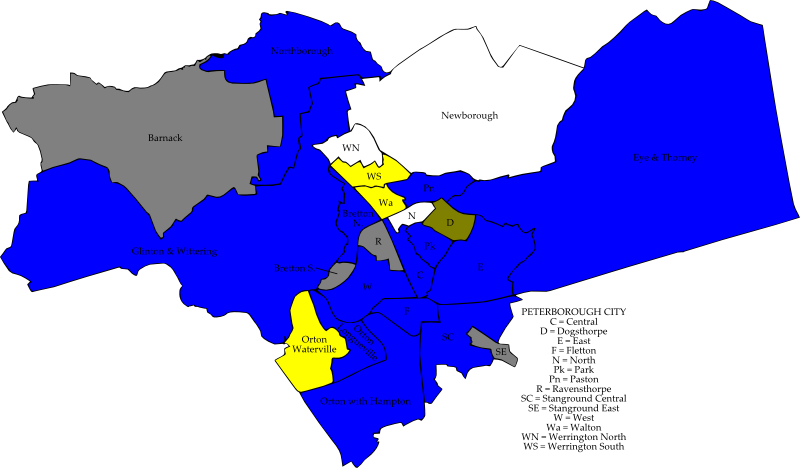 Northborough
Barnack
Newborough
WN
WS
Eye & Thorney
Pn
Wa
N
D
Bretton
N
R
Pk
Glinton & Wittering
Bretton S
C
E
W
F
SC
SE
Orton
Waterville
Orton
Longueville
Orton with Hampton
PETERBOROUGH CITY
C = Central
D = Dogsthorpe
E = East
F = Fletton
N = North
Pk = Park
Pn = Paston
R = Ravensthorpe
SC = Stanground Central
SE = Stanground East
W = West
Wa = Walton
WN = Werrington North
WS = Werrington South